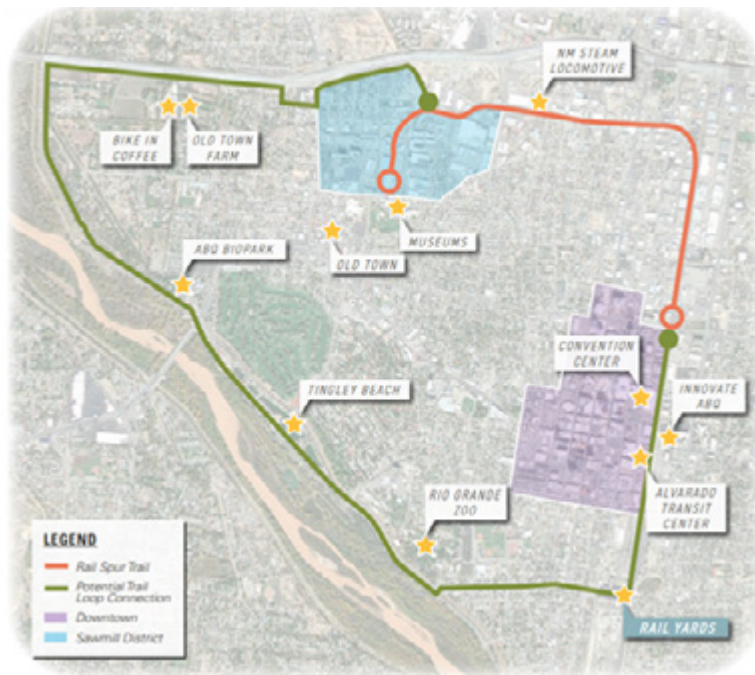 NM STEAM
LOCOMOTIVE
BIKE IN
COFFEE
OLD TOWN
FARM
MUSEUMS
OLD TOWN
ABQ BIOPARK
CONVENTION
CENTER
INNOVATE
ABQ
TINGLEY BEACH
RIO GRANDE
ZOO
ALVARADO
TRANSIT
CENTER
RAIL YARDS
LEGEND
Rail Spur Trail
Potential Trail
Loop Connection
Downtown
Sawmill District